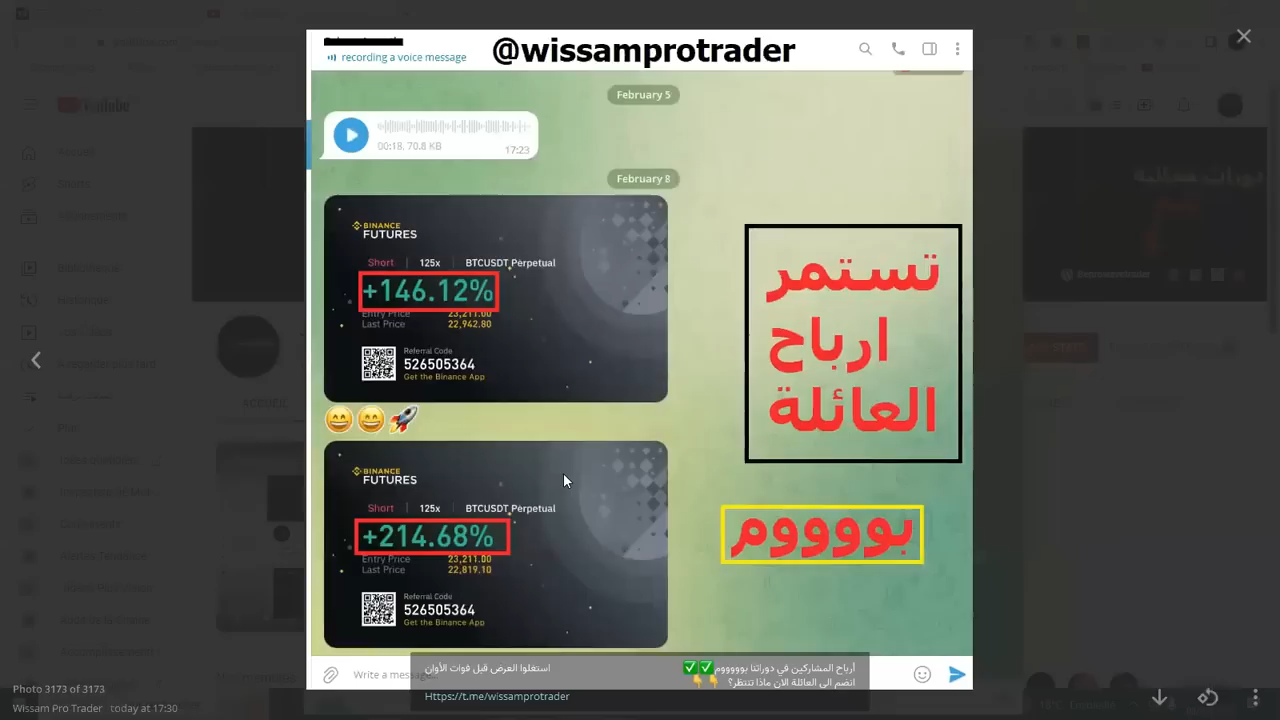 @wissamprotrader
recording a voice message
February 5
00:18, 70.8 KB
17:23
February 8
BINANCE
FUTURES
Short | 125x | BTCUSDT Perpetual
+146.12%
Entry Price 23,211.00
Last Price 22,942.80
Referral Code
526505364
Get the Binance App
تستمر
ارباح
العائلة
BINANCE
FUTURES
Short | 125x | BTCUSDT Perpetual
+214.68%
Entry Price 23,211.00
Last Price 22,819.10
Referral Code
526505364
Get the Binance App
بوووووم
Write a message...
أرباح المشاركين في دوراتنا بووووووم✅✅ استغلوا العرض قبل فوات الأوان
انضم الى العائلة الان ماذا تنتظر؟👇👇
Https://t.me/wissamprotrader
Photo 3173 of 3173
Wissam Pro Trader today at 17:30
ACCUEIL